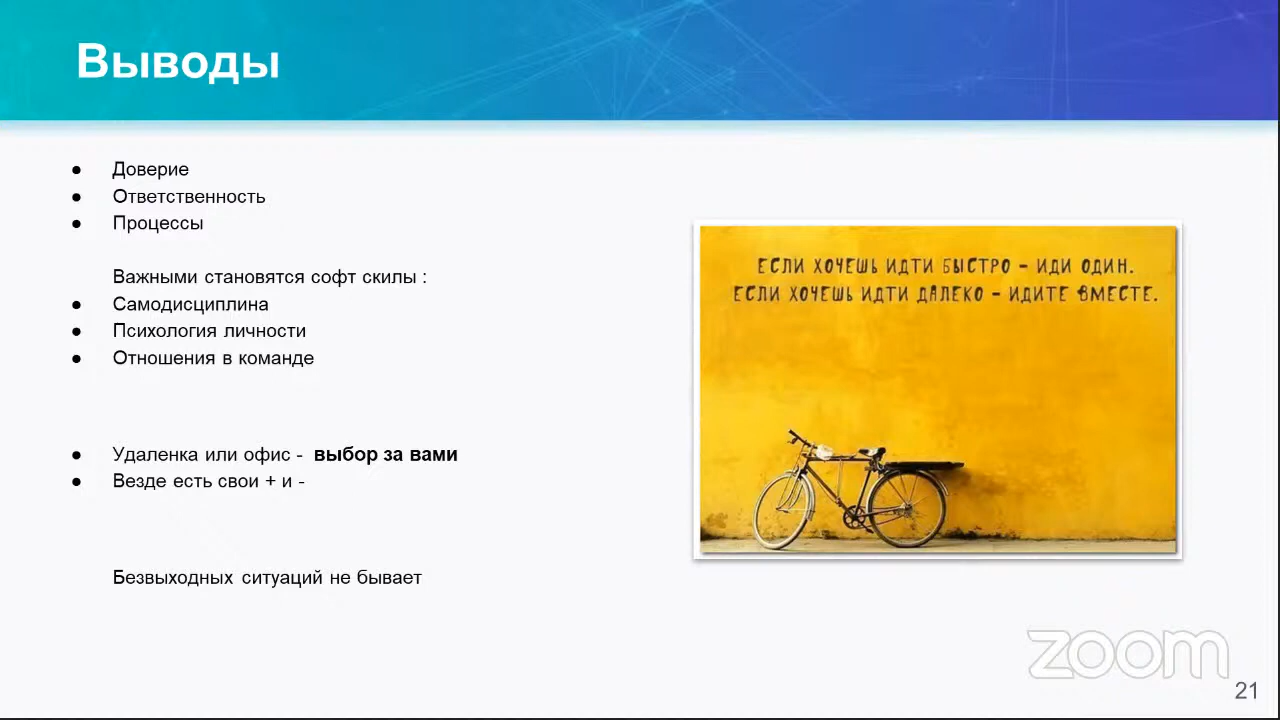 Выводы
● Доверие
● Ответственность
● Процессы
Важными становятся софт скилы :
● Самодисциплина
● Психология личности
● Отношения в команде
● Удаленка или офис - выбор за вами
● Везде есть свои + и -
Безвыходных ситуаций не бывает
ЕСЛИ ХОЧЕШЬ ИДТИ БЫСТРО – ИДИ ОДИН.
ЕСЛИ ХОЧЕШЬ ИДТИ ДАЛЕКО – ИДИТЕ ВМЕСТЕ.
zoom
21